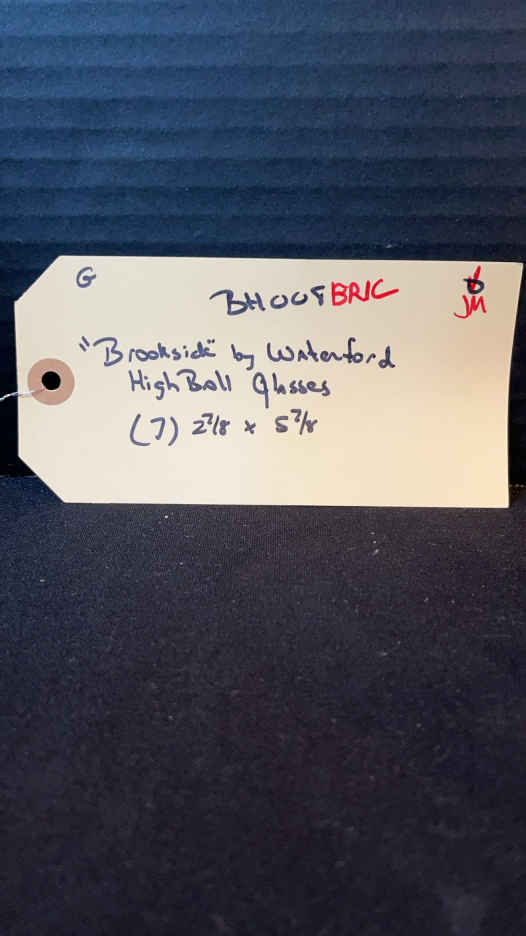 G
BH008BRIC
JM
"Brookside" by Waterford
HighBall Glasses
(7) 2⅞ x 5⅞